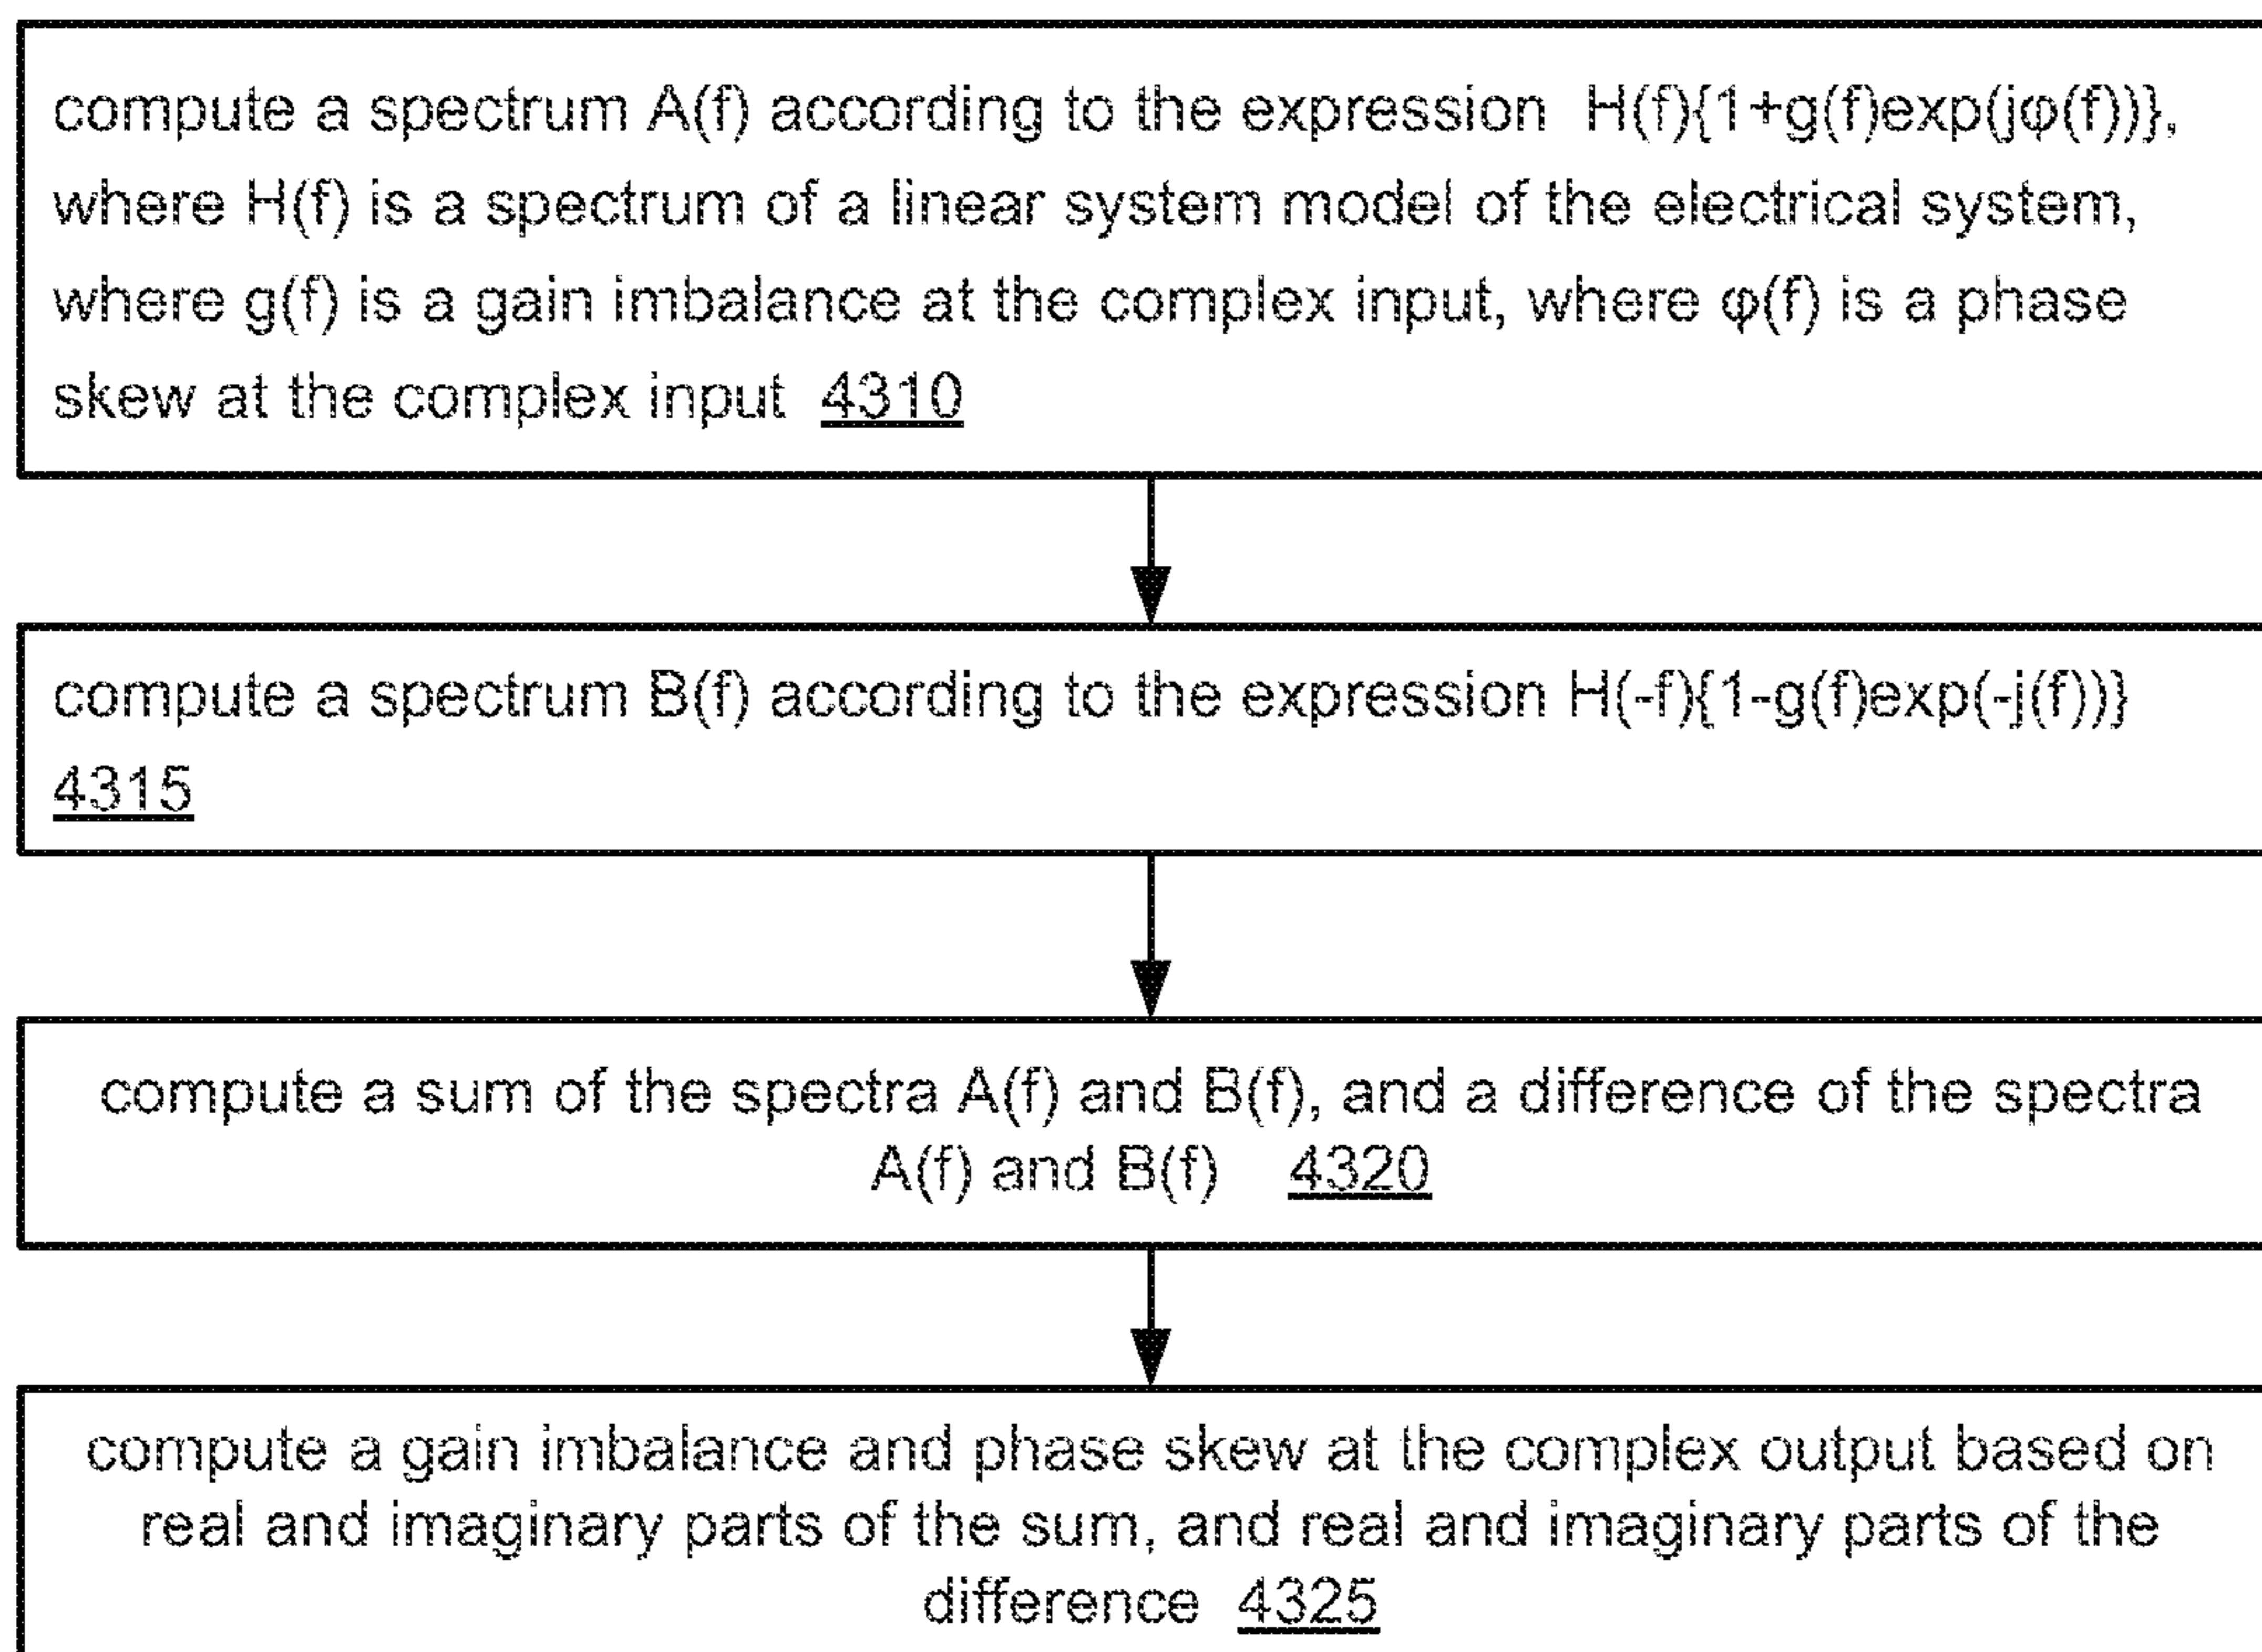 compute a spectrum A(f) according to the expression H(f){1+g(f)exp(jφ(f))},
where H(f) is a spectrum of a linear system model of the electrical system,
where g(f) is a gain imbalance at the complex input, where φ(f) is a phase
skew at the complex input 4310
compute a spectrum B(f) according to the expression H(-f){1-g(f)exp(-j(f))}
4315
compute a sum of the spectra A(f) and B(f), and a difference of the spectra
A(f) and B(f) 4320
compute a gain imbalance and phase skew at the complex output based on
real and imaginary parts of the sum, and real and imaginary parts of the
difference 4325